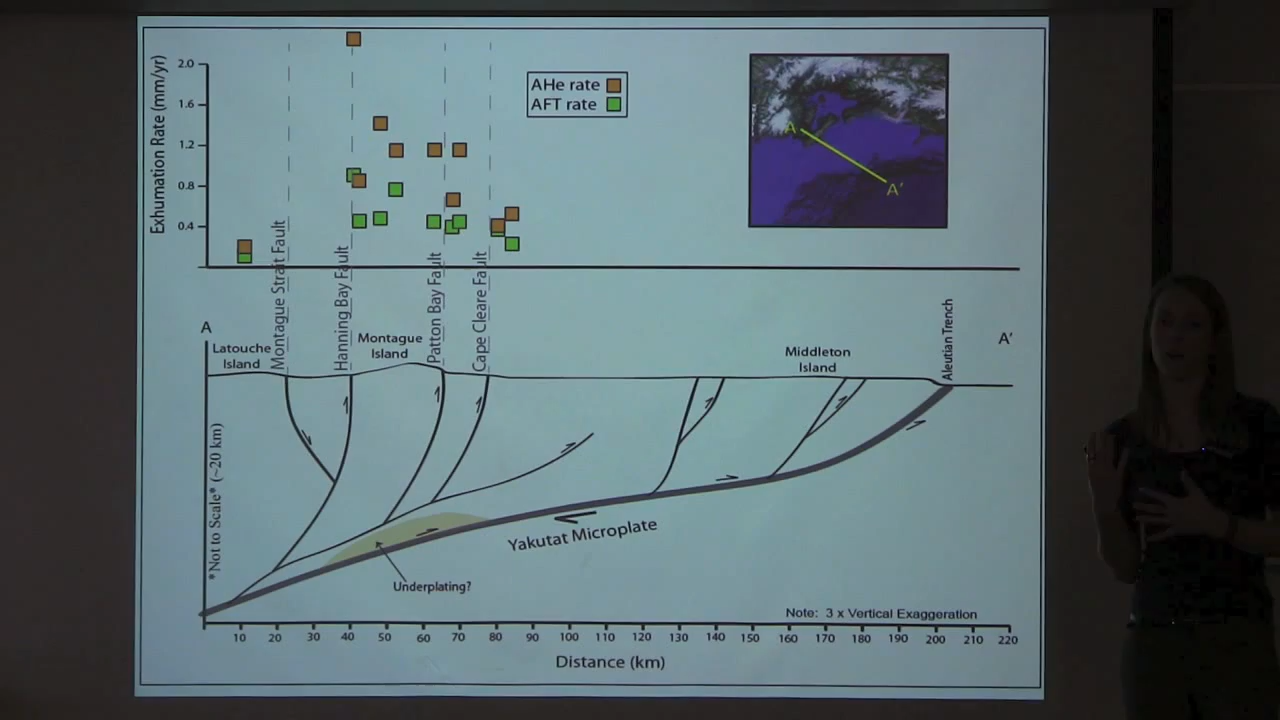 Exhumation Rate (mm/yr)
2.0
1.6
1.2
0.8
0.4
AHe rate
AFT rate
A
A'
Montague Strait Fault
Hanning Bay Fault
Patton Bay Fault
Cape Cleare Fault
A
Latouche
Island
Montague
Island
Middleton
Island
Aleutian Trench
A'
*Not to Scale* (~20 km)
Yakutat Microplate
Underplating?
Note: 3 x Vertical Exaggeration
10 20 30 40 50 60 70 80 90 100 110 120 130 140 150 160 170 180 190 200 210 220
Distance (km)